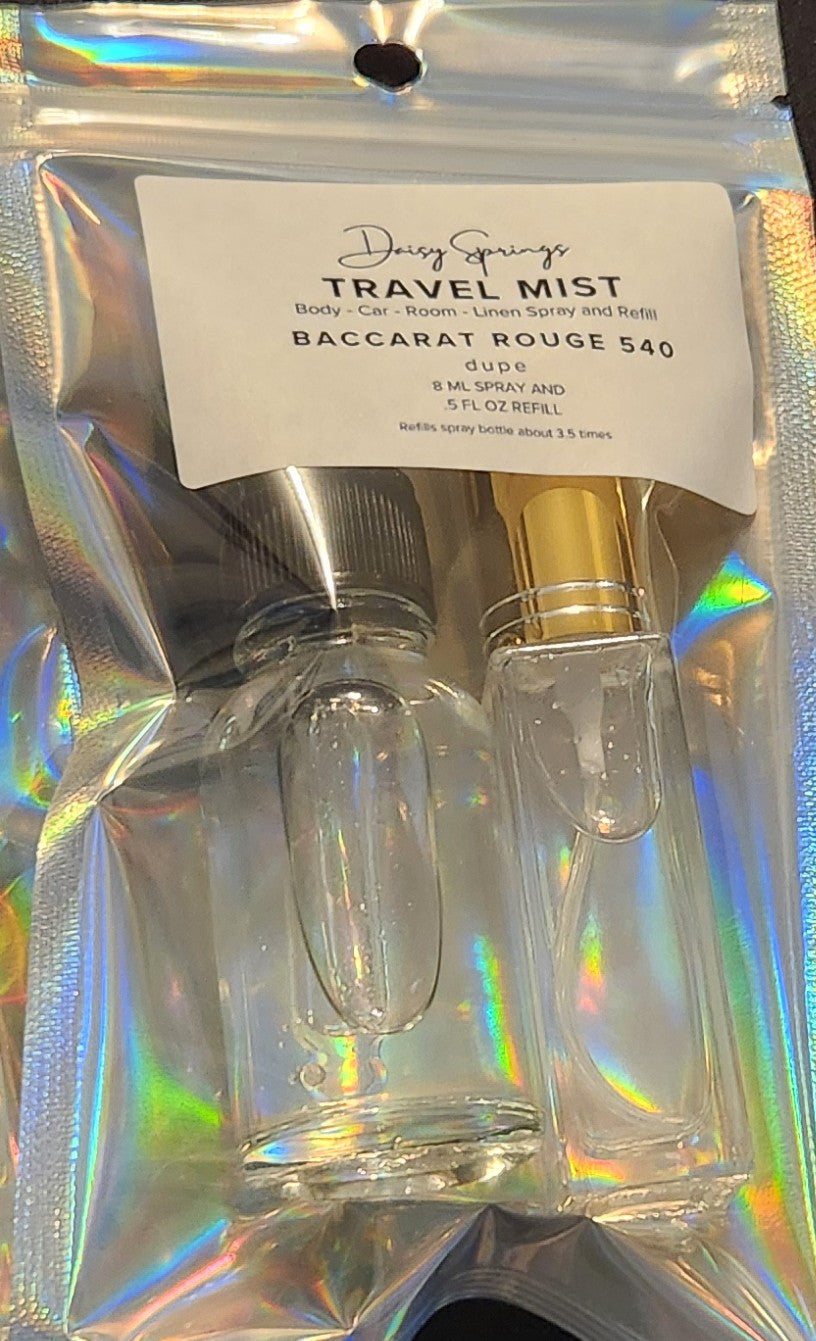 Daisy Springs
TRAVEL MIST
Body - Car - Room - Linen Spray and Refill
BACCARAT ROUGE 540
dupe
8 ML SPRAY AND
.5 FL OZ REFILL
Refills spray bottle about 3.5 times